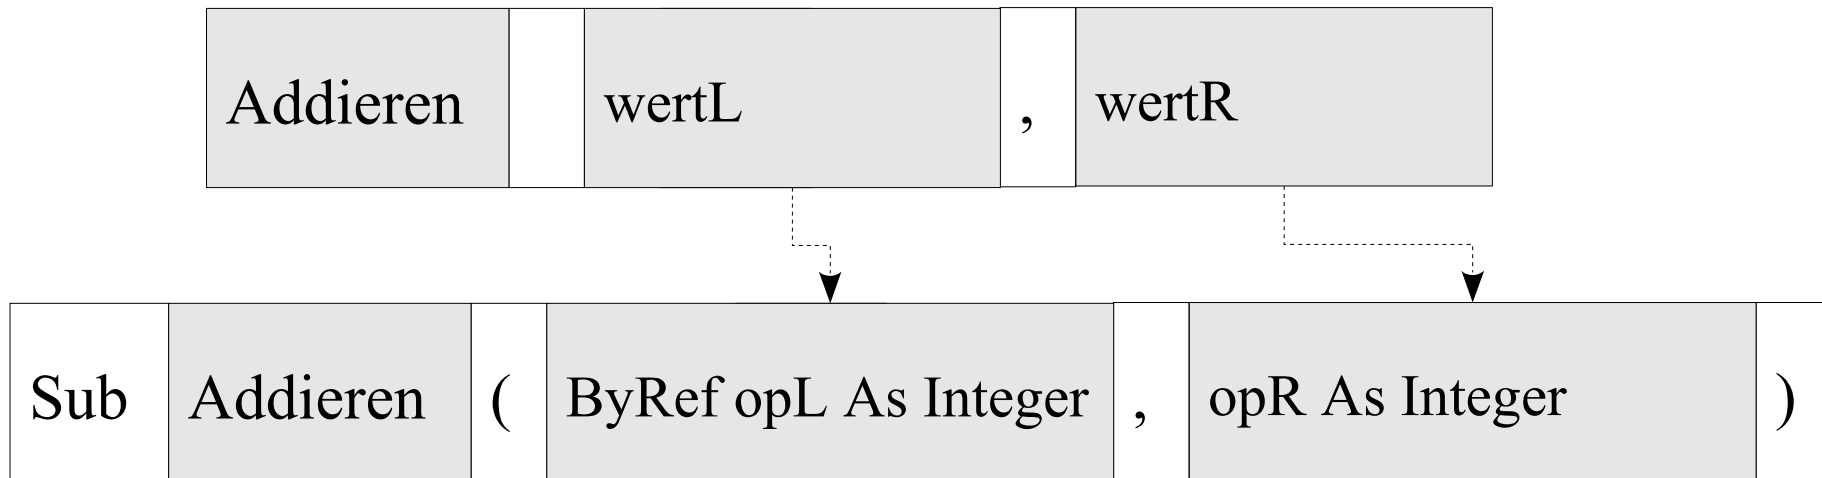 Addieren wertL , wertR
Sub Addieren ( ByRef opL As Integer , opR As Integer )